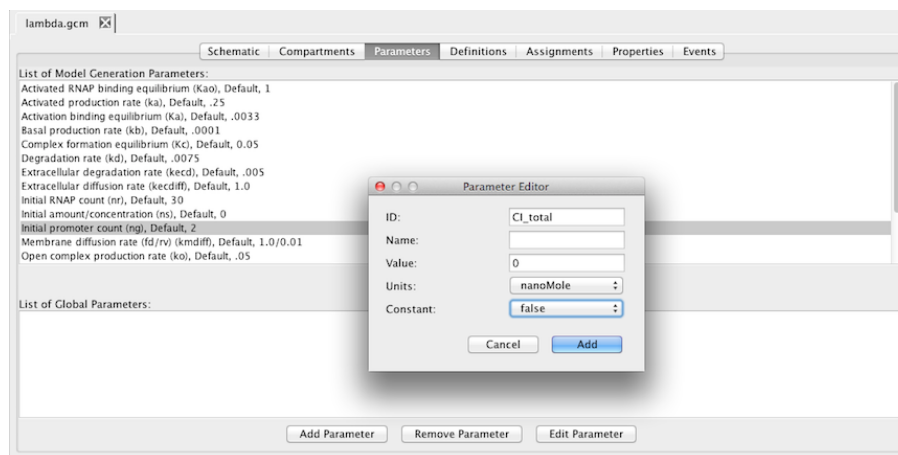 lambda.gcm
Schematic Compartments Parameters Definitions Assignments Properties Events
List of Model Generation Parameters:
Activated RNAP binding equilibrium (Kao), Default, 1
Activated production rate (ka), Default, .25
Activation binding equilibrium (Ka), Default, .0033
Basal production rate (kb), Default, .0001
Complex formation equilibrium (Kc), Default, 0.05
Degradation rate (kd), Default, .0075
Extracellular degradation rate (kecd), Default, .005
Extracellular diffusion rate (kecdiff), Default, 1.0
Initial RNAP count (nr), Default, 30
Initial amount/concentration (ns), Default, 0
Initial promoter count (ng), Default, 2
Membrane diffusion rate (fd/rv) (kmdiff), Default, 1.0/0.01
Open complex production rate (ko), Default, .05
Parameter Editor
ID: CI_total
Name:
Value: 0
Units: nanoMole
Constant: false
Cancel Add
List of Global Parameters:
Add Parameter Remove Parameter Edit Parameter